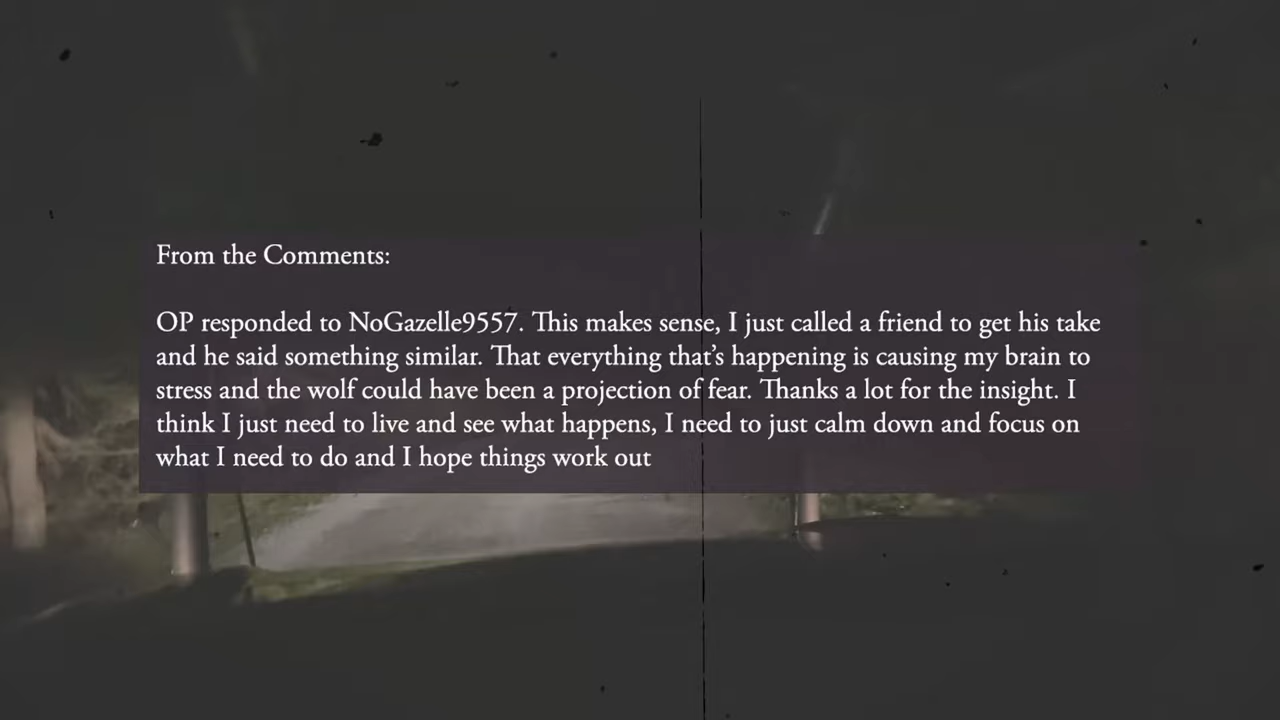 From the Comments:
OP responded to NoGazelle9557. This makes sense, I just called a friend to get his take
and he said something similar. That everything that's happening is causing my brain to
stress and the wolf could have been a projection of fear. Thanks a lot for the insight. I
think I just need to live and see what happens, I need to just calm down and focus on
what I need to do and I hope things work out